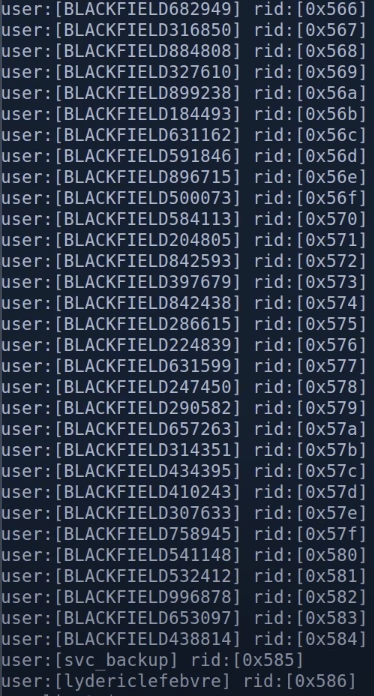 user:[BLACKFIELD682949] rid:[0x566]
user:[BLACKFIELD316850] rid:[0x567]
user:[BLACKFIELD884808] rid:[0x568]
user:[BLACKFIELD327610] rid:[0x569]
user:[BLACKFIELD899238] rid:[0x56a]
user:[BLACKFIELD184493] rid:[0x56b]
user:[BLACKFIELD631162] rid:[0x56c]
user:[BLACKFIELD591846] rid:[0x56d]
user:[BLACKFIELD896715] rid:[0x56e]
user:[BLACKFIELD500073] rid:[0x56f]
user:[BLACKFIELD584113] rid:[0x570]
user:[BLACKFIELD204805] rid:[0x571]
user:[BLACKFIELD842593] rid:[0x572]
user:[BLACKFIELD397679] rid:[0x573]
user:[BLACKFIELD842438] rid:[0x574]
user:[BLACKFIELD286615] rid:[0x575]
user:[BLACKFIELD224839] rid:[0x576]
user:[BLACKFIELD631599] rid:[0x577]
user:[BLACKFIELD247450] rid:[0x578]
user:[BLACKFIELD290582] rid:[0x579]
user:[BLACKFIELD657263] rid:[0x57a]
user:[BLACKFIELD314351] rid:[0x57b]
user:[BLACKFIELD434395] rid:[0x57c]
user:[BLACKFIELD410243] rid:[0x57d]
user:[BLACKFIELD307633] rid:[0x57e]
user:[BLACKFIELD758945] rid:[0x57f]
user:[BLACKFIELD541148] rid:[0x580]
user:[BLACKFIELD532412] rid:[0x581]
user:[BLACKFIELD996878] rid:[0x582]
user:[BLACKFIELD653097] rid:[0x583]
user:[BLACKFIELD438814] rid:[0x584]
user:[svc_backup] rid:[0x585]
user:[lydericlefebvre] rid:[0x586]